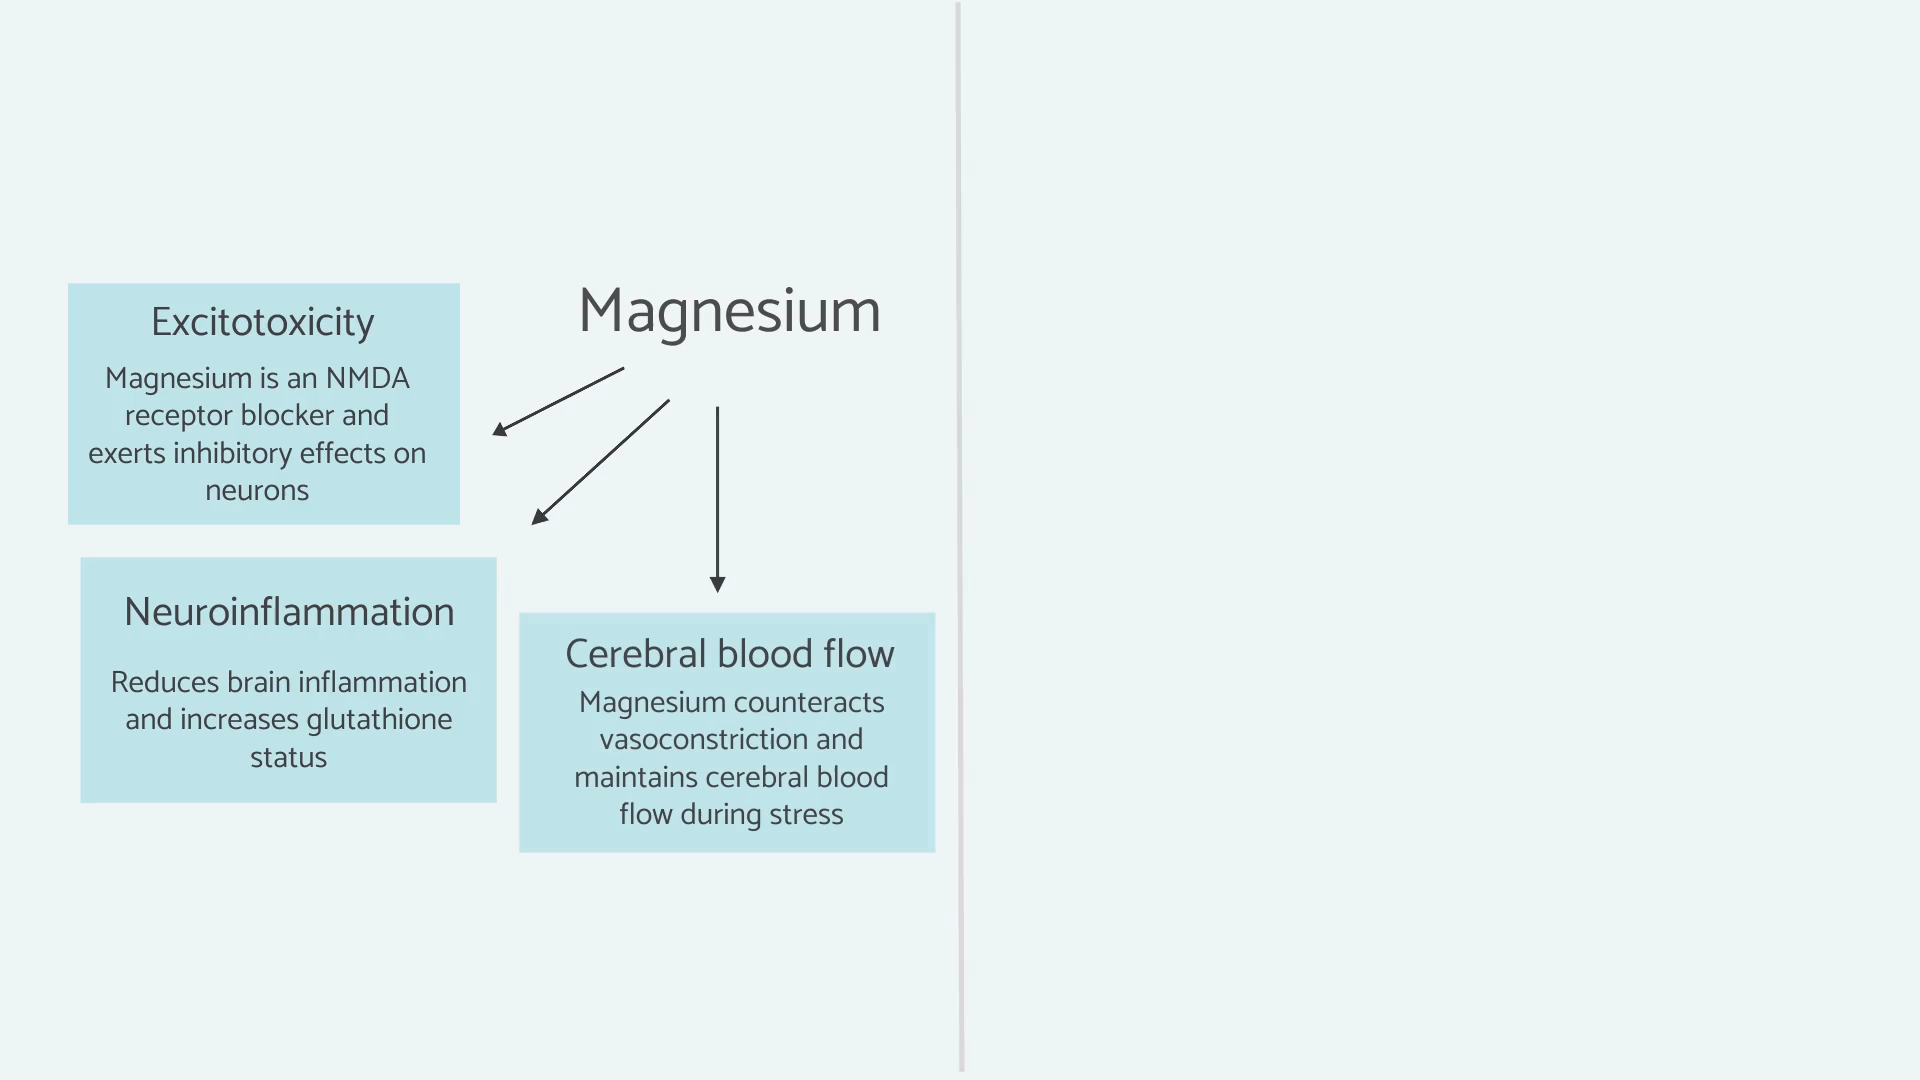 Magnesium
Excitotoxicity
Magnesium is an NMDA
receptor blocker and
exerts inhibitory effects on
neurons
Neuroinflammation
Reduces brain inflammation
and increases glutathione
status
Cerebral blood flow
Magnesium counteracts
vasoconstriction and
maintains cerebral blood
flow during stress